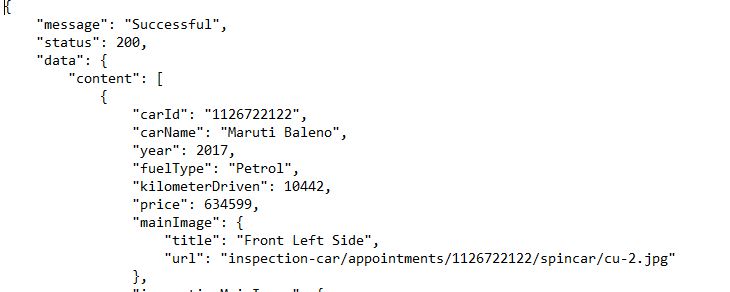 {
"message": "Successful",
"status": 200,
"data": {
"content": [
{
"carId": "1126722122",
"carName": "Maruti Baleno",
"year": 2017,
"fuelType": "Petrol",
"kilometerDriven": 10442,
"price": 634599,
"mainImage": {
"title": "Front Left Side",
"url": "inspection-car/appointments/1126722122/spincar/cu-2.jpg"
},